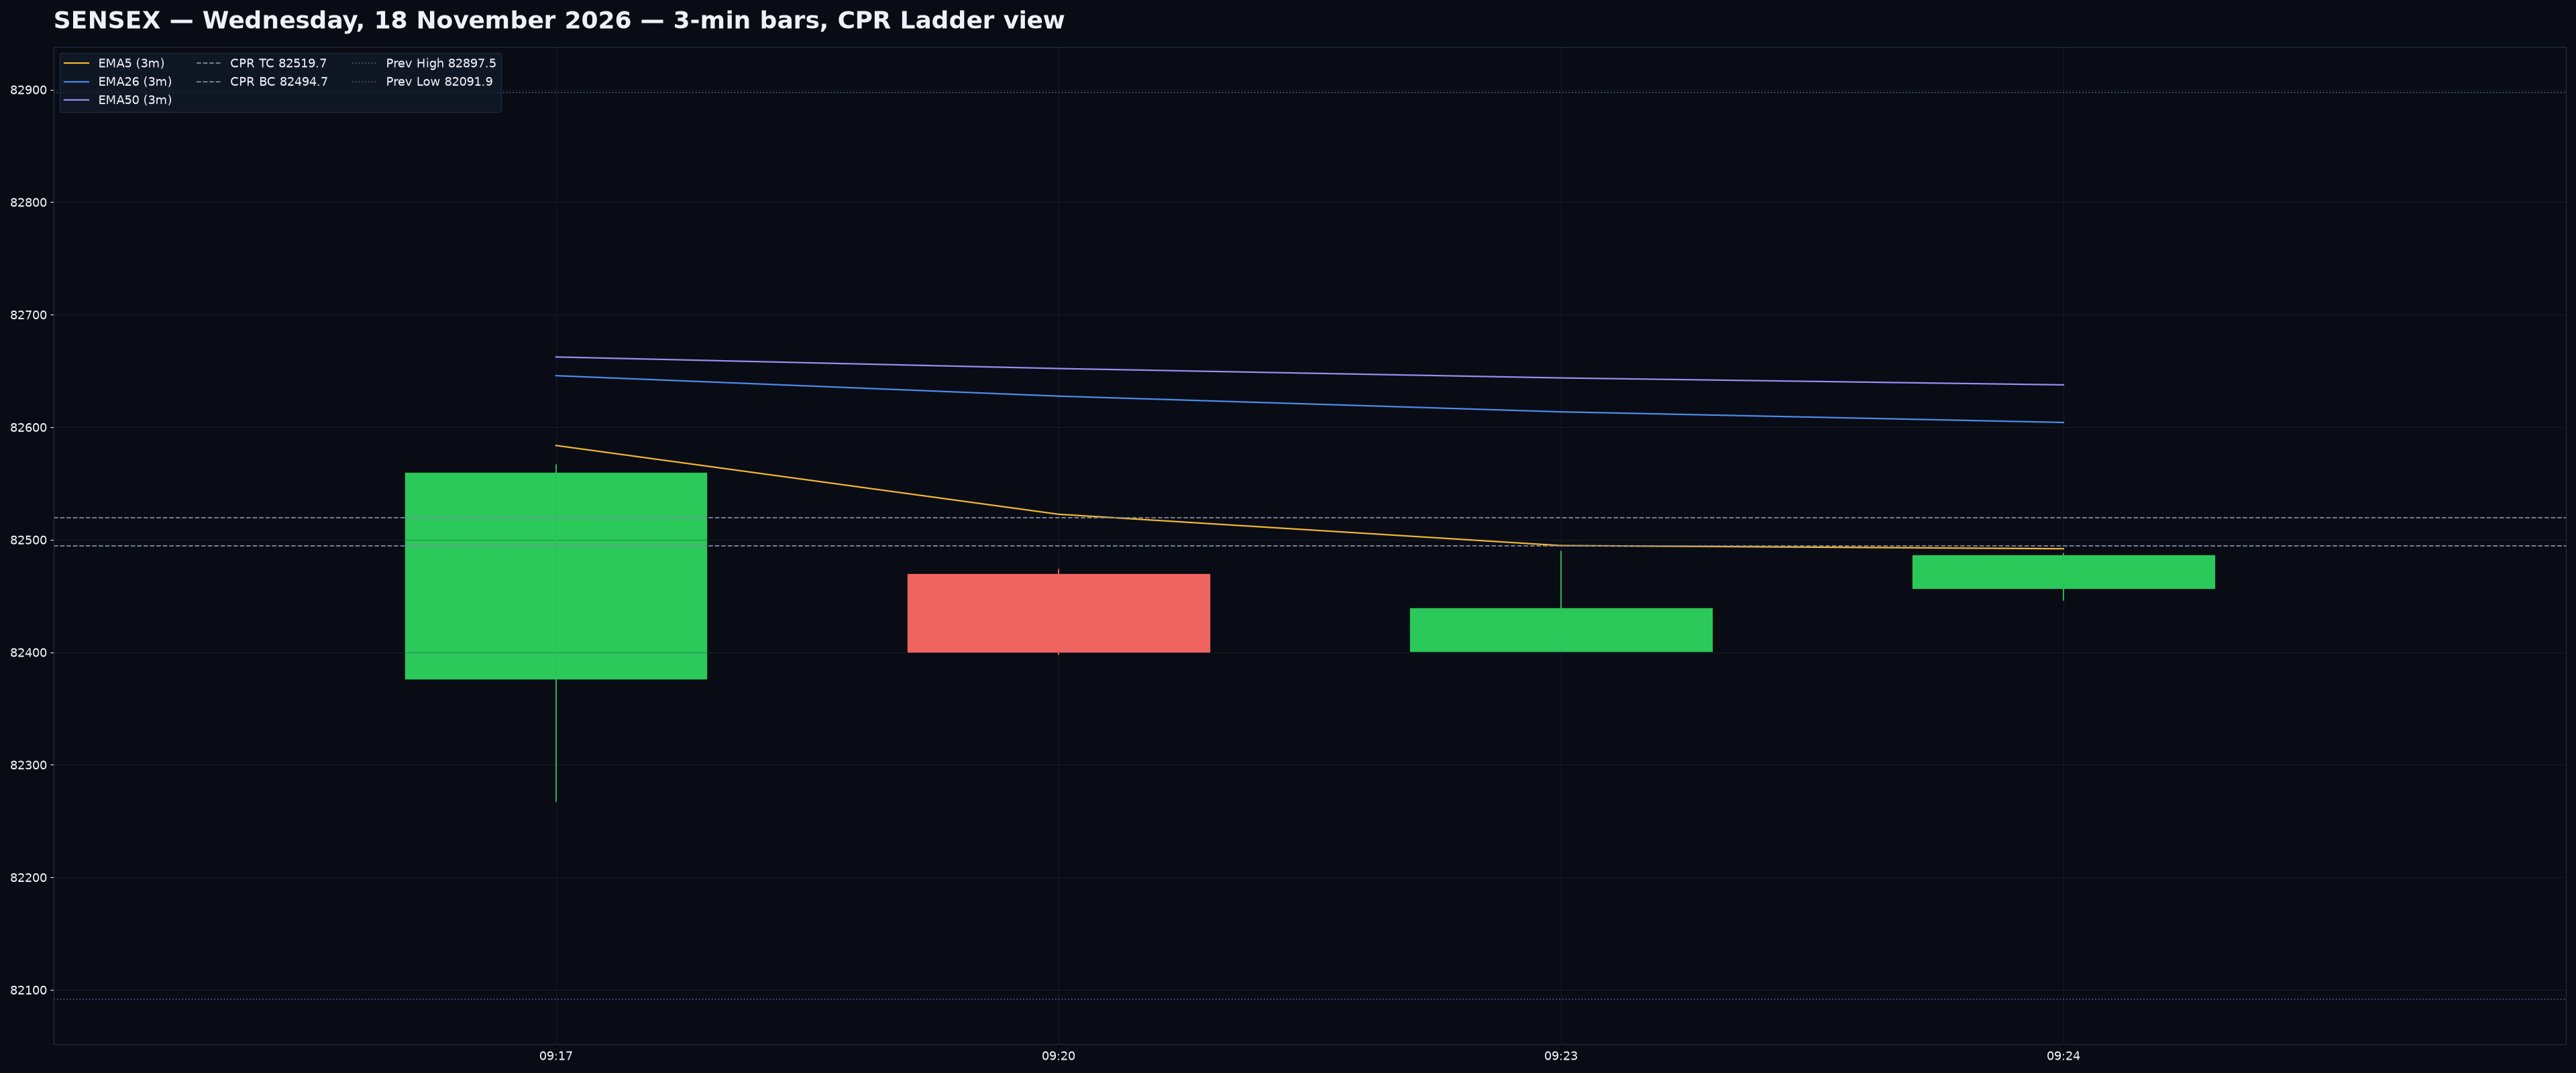 SENSEX — Wednesday, 18 November 2026 — 3-min bars, CPR Ladder view
EMA5 (3m) CPR TC 82519.7 Prev High 82897.5
EMA26 (3m) CPR BC 82494.7 Prev Low 82091.9
EMA50 (3m)
82900
82800
82700
82600
82500
82400
82300
82200
82100
09:17 09:20 09:23 09:24